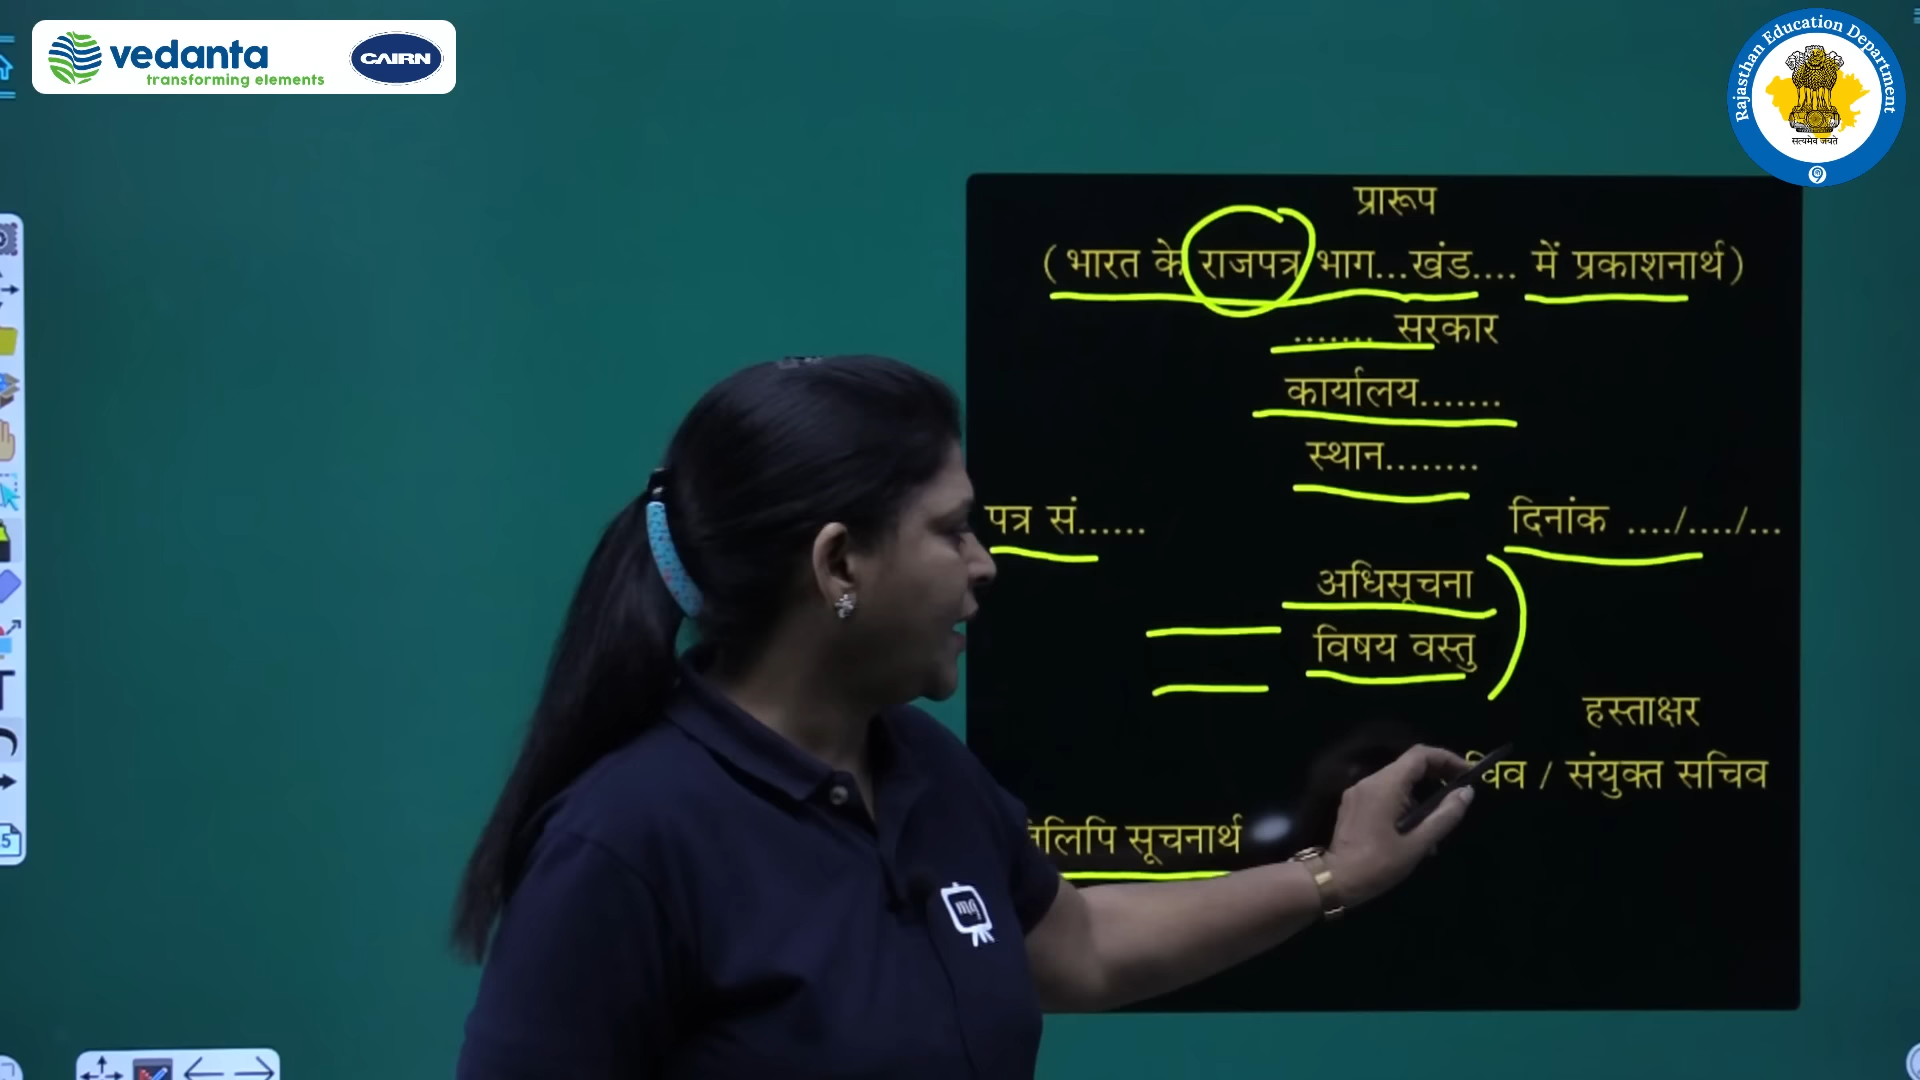 vedanta
transforming elements
CAIRN
Rajasthan Education Department
सत्यमेव जयते
प्रारूप
(भारत के राजपत्र भाग...खंड.... में प्रकाशनार्थ)
....... सरकार
कार्यालय.......
स्थान........
पत्र सं......
दिनांक ..../..../...
अधिसूचना
विषय वस्तु
हस्ताक्षर
/ संयुक्त सचिव
सूचनार्थ